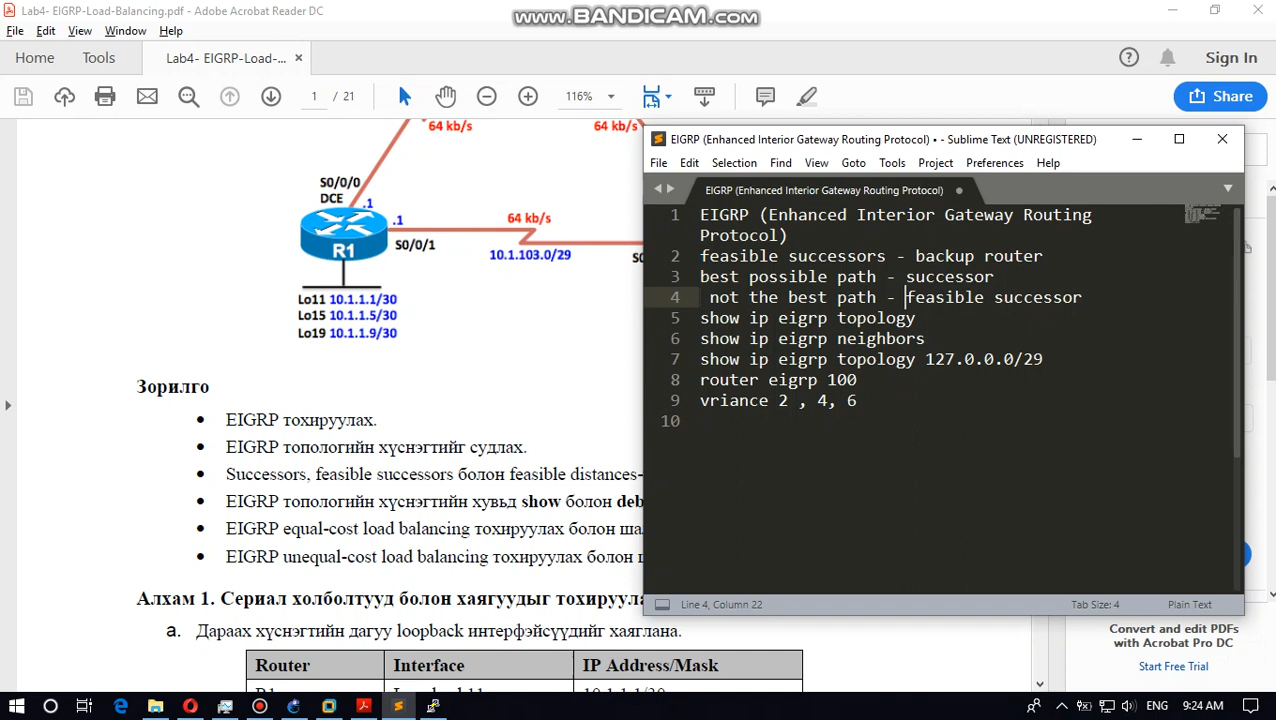 Lab4- EIGRP-Load-Balancing.pdf - Adobe Acrobat Reader DC
www.BANDICAM.com
File Edit View Window Help
Home Tools Lab4- EIGRP-Load-... × Sign In
1 / 21 116% Share
64 kb/s 64 kb/s
S0/0/0
DCE
.1
.1
64 kb/s
S0/0/1
R1
10.1.103.0/29
S0
Lo11 10.1.1.1/30
Lo15 10.1.1.5/30
Lo19 10.1.1.9/30
Зорилго
• EIGRP тохируулах.
• EIGRP топологийн хүснэгтийг судлах.
• Successors, feasible successors болон feasible distances-
• EIGRP топологийн хүснэгтийн хувьд show болон deb
• EIGRP equal-cost load balancing тохируулах болон ша
• EIGRP unequal-cost load balancing тохируулах болон
Алхам 1. Сериал холболтууд болон хаягуудыг тохируула
a. Дараах хүснэгтийн дагуу loopback интерфэйсүүдийг хаяглана.
Router Interface IP Address/Mask
EIGRP (Enhanced Interior Gateway Routing Protocol) • - Sublime Text (UNREGISTERED)
File Edit Selection Find View Goto Tools Project Preferences Help
EIGRP (Enhanced Interior Gateway Routing Protocol)
1 EIGRP (Enhanced Interior Gateway Routing
Protocol)
2 feasible successors - backup router
3 best possible path - successor
4 not the best path - feasible successor
5 show ip eigrp topology
6 show ip eigrp neighbors
7 show ip eigrp topology 127.0.0.0/29
8 router eigrp 100
9 vriance 2 , 4, 6
10
Line 4, Column 22 Tab Size: 4 Plain Text
Convert and edit PDFs
with Acrobat Pro DC
Start Free Trial
ENG 9:24 AM